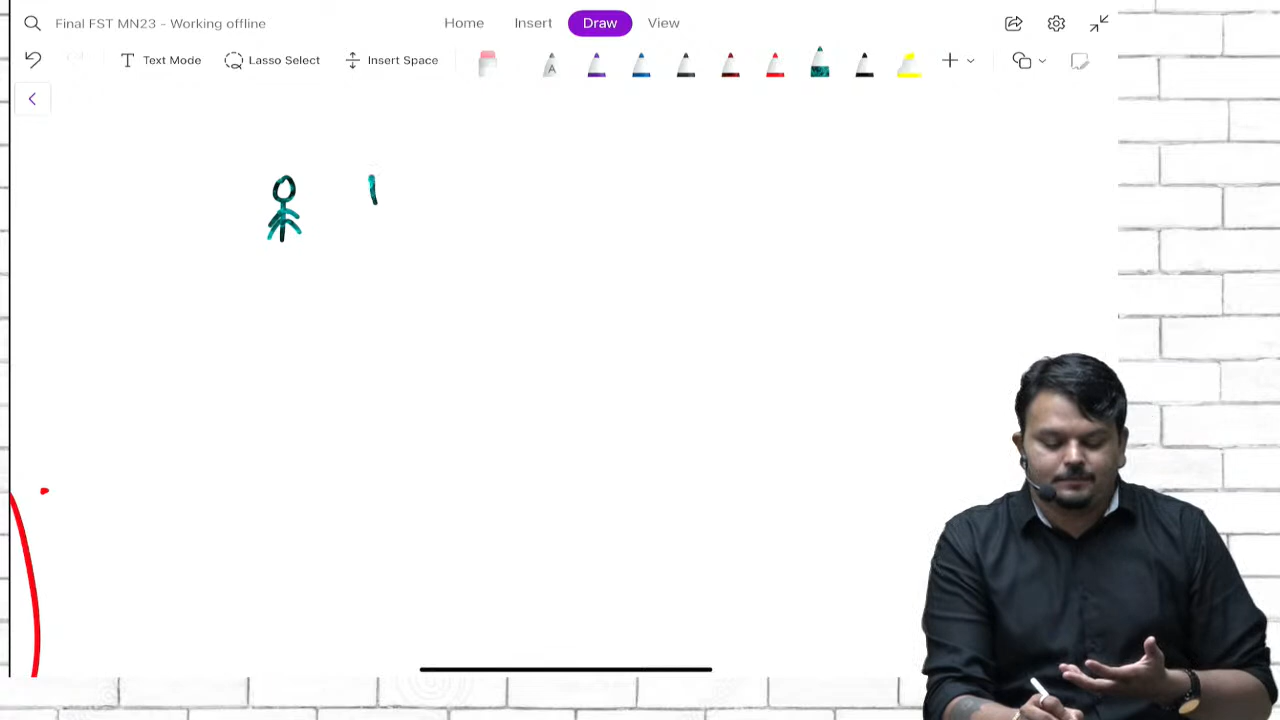 Final FST MN23 - Working offline
Home Insert Draw View
Text Mode Lasso Select Insert Space
A